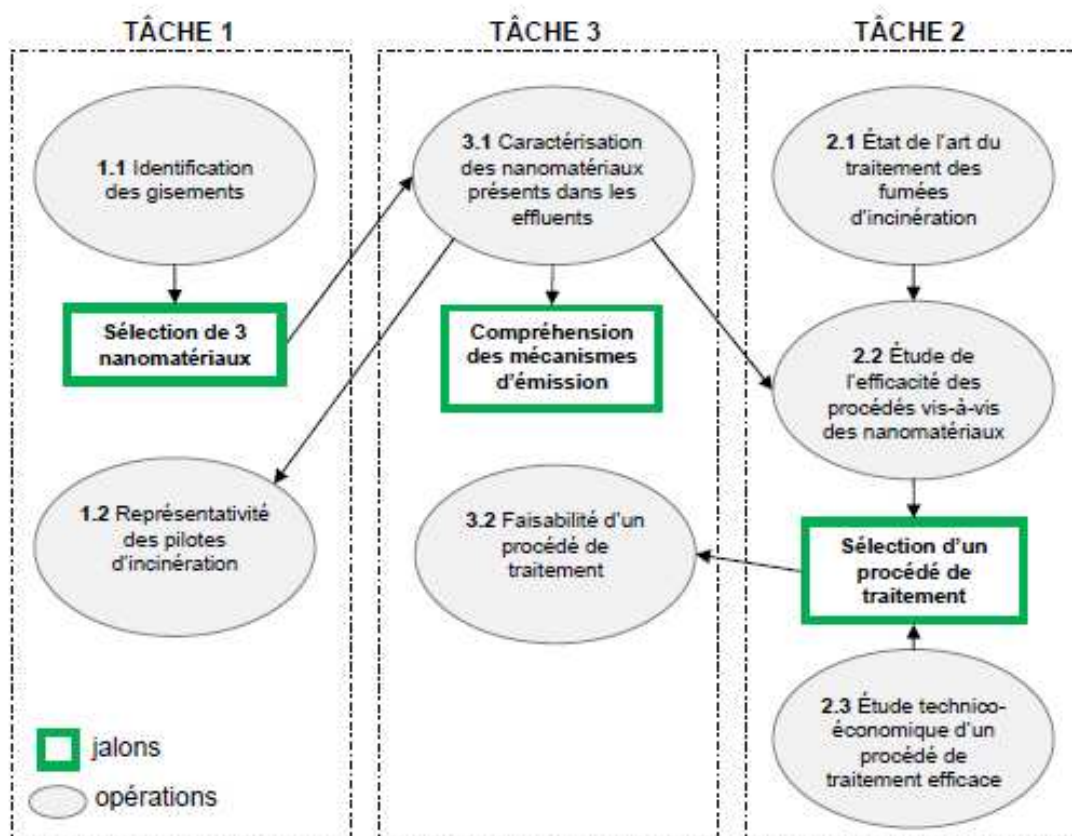 TÂCHE 1
1.1 Identification
des gisements
Sélection de 3
nanomatériaux
1.2 Représentativité
des pilotes
d'incinération
jalons
opérations
TÂCHE 3
3.1 Caractérisation
des nanomatériaux
présents dans les
effluents
Compréhension
des mécanismes
d'émission
3.2 Faisabilité d'un
procédé de
traitement
TÂCHE 2
2.1 État de l'art du
traitement des
fumées
d'incinération
2.2 Étude de
l'efficacité des
procédés vis-à-vis
des nanomatériaux
Sélection d'un
procédé de
traitement
2.3 Étude technico-
économique d'un
procédé de
traitement efficace